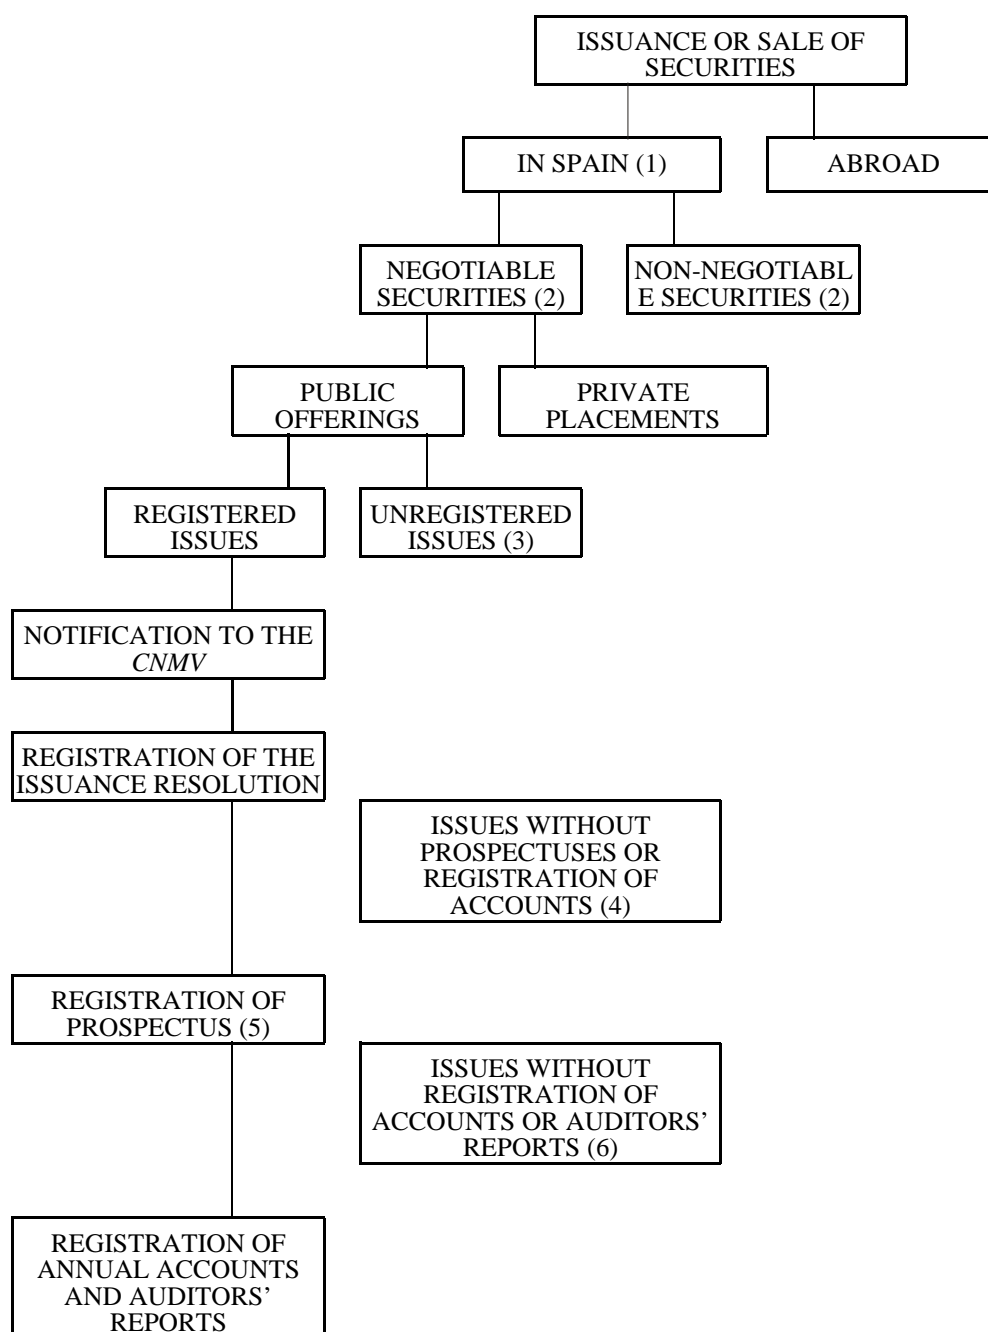 ISSUANCE OR SALE OF
SECURITIES
IN SPAIN (1)
ABROAD
NEGOTIABLE
SECURITIES (2)
NON-NEGOTIABL
E SECURITIES (2)
PUBLIC
OFFERINGS
PRIVATE
PLACEMENTS
REGISTERED
ISSUES
UNREGISTERED
ISSUES (3)
NOTIFICATION TO THE
CNMV
REGISTRATION OF THE
ISSUANCE RESOLUTION
ISSUES WITHOUT
PROSPECTUSES OR
REGISTRATION OF
ACCOUNTS (4)
REGISTRATION OF
PROSPECTUS (5)
ISSUES WITHOUT
REGISTRATION OF
ACCOUNTS OR AUDITORS’
REPORTS (6)
REGISTRATION OF
ANNUAL ACCOUNTS
AND AUDITORS’
REPORTS